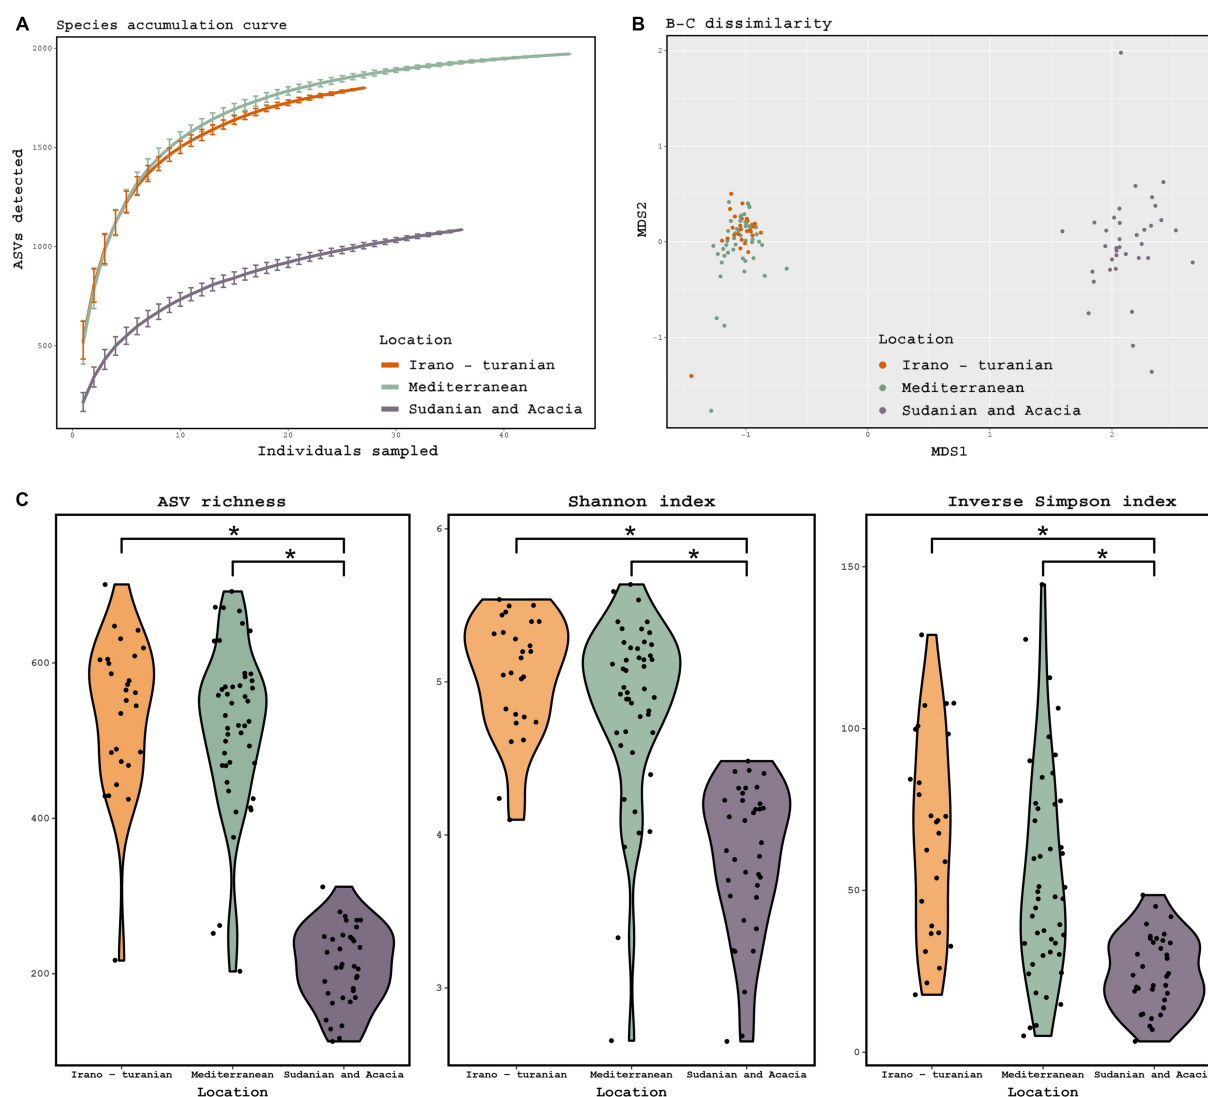 A Species accumulation curve
2000
1500
1000
500
ASVs detected
Location
Irano – turanian
Mediterranean
Sudanian and Acacia
0 10 20 30 40
Individuals sampled
B B–C dissimilarity
2
1
0
−1
MDS2
Location
Irano – turanian
Mediterranean
Sudanian and Acacia
−1 0 1 2
MDS1
C
ASV richness
* *
600
400
200
Irano – turanian Mediterranean Sudanian and Acacia
Location
Shannon index
* *
6
5
4
3
Irano – turanian Mediterranean Sudanian and Acacia
Location
Inverse Simpson index
* *
150
100
50
0
Irano – turanian Mediterranean Sudanian and Acacia
Location